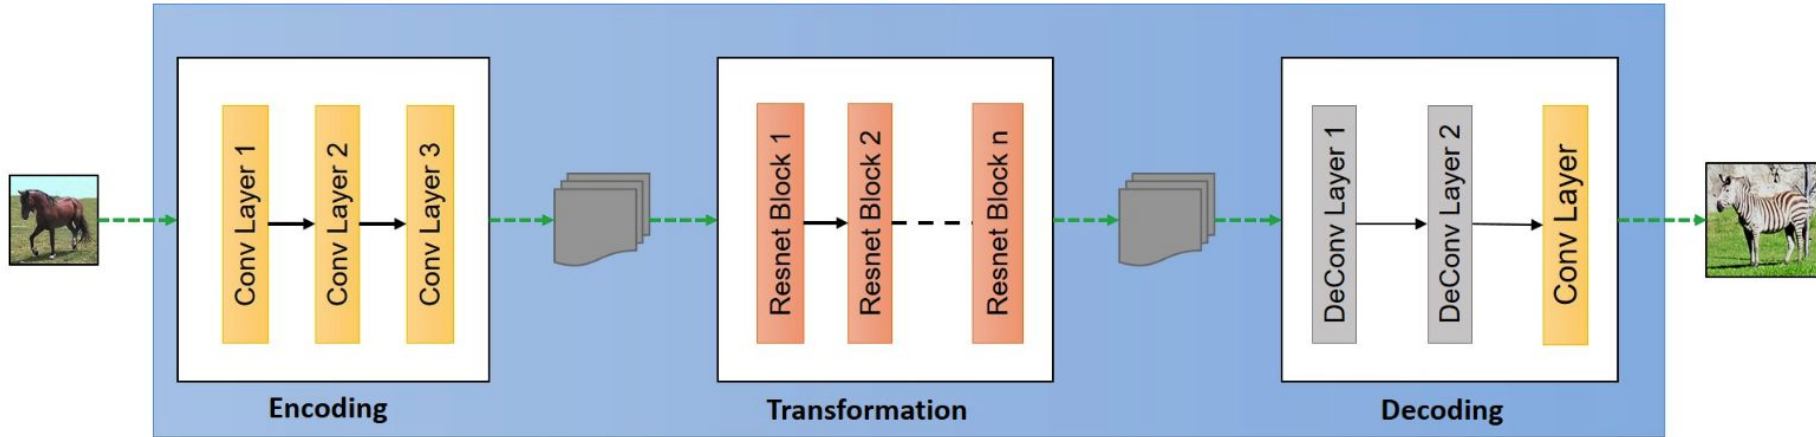 Conv Layer 1
Conv Layer 2
Conv Layer 3
Encoding
Resnet Block 1
Resnet Block 2
Resnet Block n
Transformation
DeConv Layer 1
DeConv Layer 2
Conv Layer
Decoding